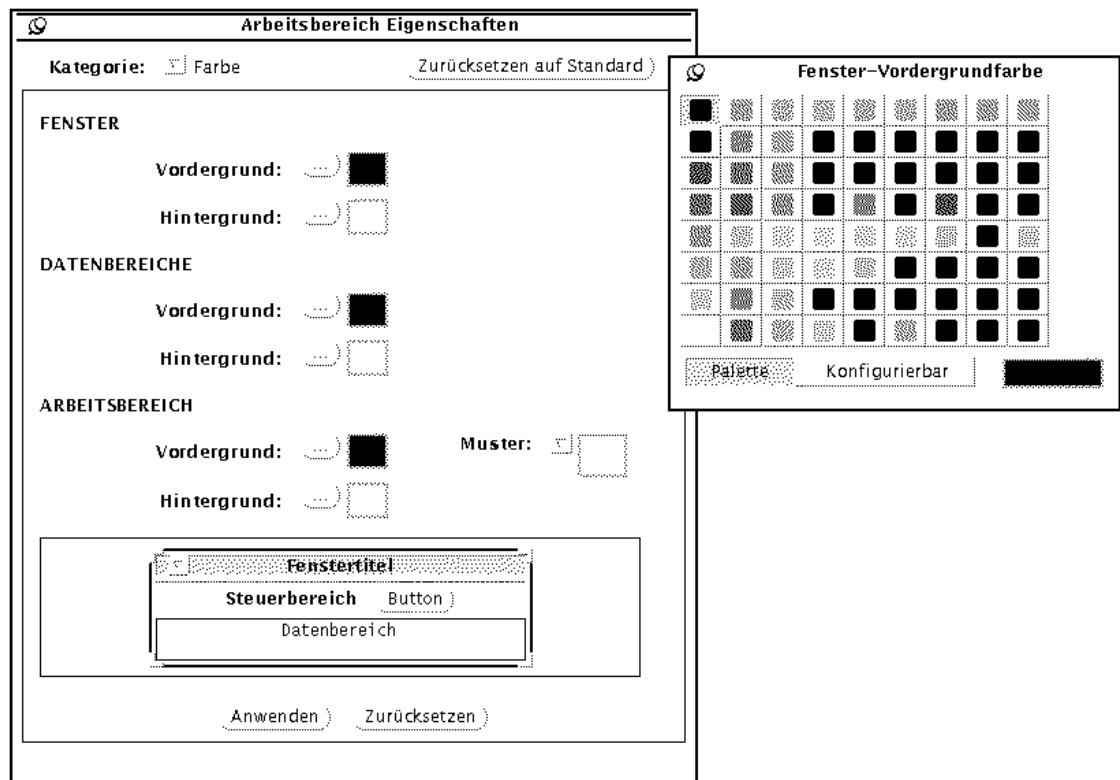 Arbeitsbereich Eigenschaften
Kategorie: Farbe Zurücksetzen auf Standard
FENSTER
Vordergrund: ...
Hintergrund: ...
DATENBEREICHE
Vordergrund: ...
Hintergrund: ...
ARBEITSBEREICH
Vordergrund: ... Muster:
Hintergrund: ...
Fenstertitel
Steuerbereich Button
Datenbereich
Anwenden Zurücksetzen
Fenster-Vordergrundfarbe
Palette Konfigurierbar